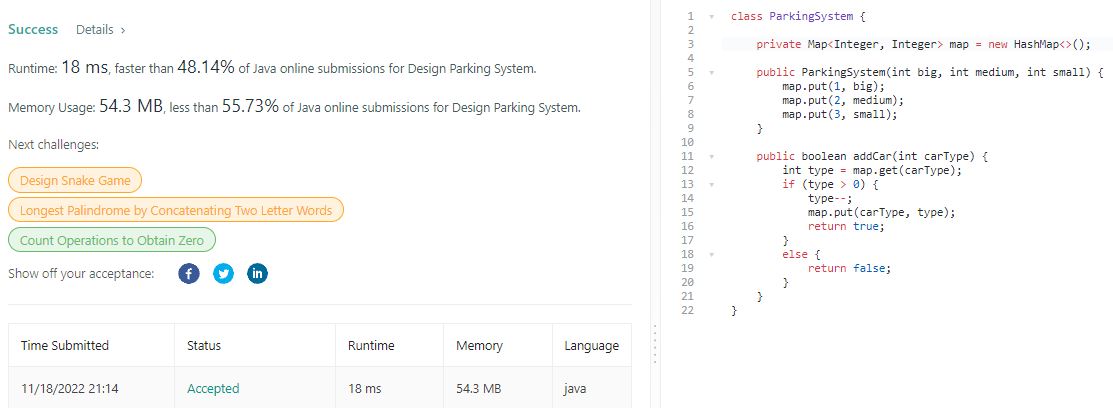 Success Details >
Runtime: 18 ms, faster than 48.14% of Java online submissions for Design Parking System.
Memory Usage: 54.3 MB, less than 55.73% of Java online submissions for Design Parking System.
Next challenges:
Design Snake Game
Longest Palindrome by Concatenating Two Letter Words
Count Operations to Obtain Zero
Show off your acceptance: f in
Time Submitted Status Runtime Memory Language
11/18/2022 21:14 Accepted 18 ms 54.3 MB java
1 class ParkingSystem {
2
3 private Map<Integer, Integer> map = new HashMap<>();
4
5 public ParkingSystem(int big, int medium, int small) {
6 map.put(1, big);
7 map.put(2, medium);
8 map.put(3, small);
9 }
10
11 public boolean addCar(int carType) {
12 int type = map.get(carType);
13 if (type > 0) {
14 type--;
15 map.put(carType, type);
16 return true;
17 }
18 else {
19 return false;
20 }
21 }
22 }